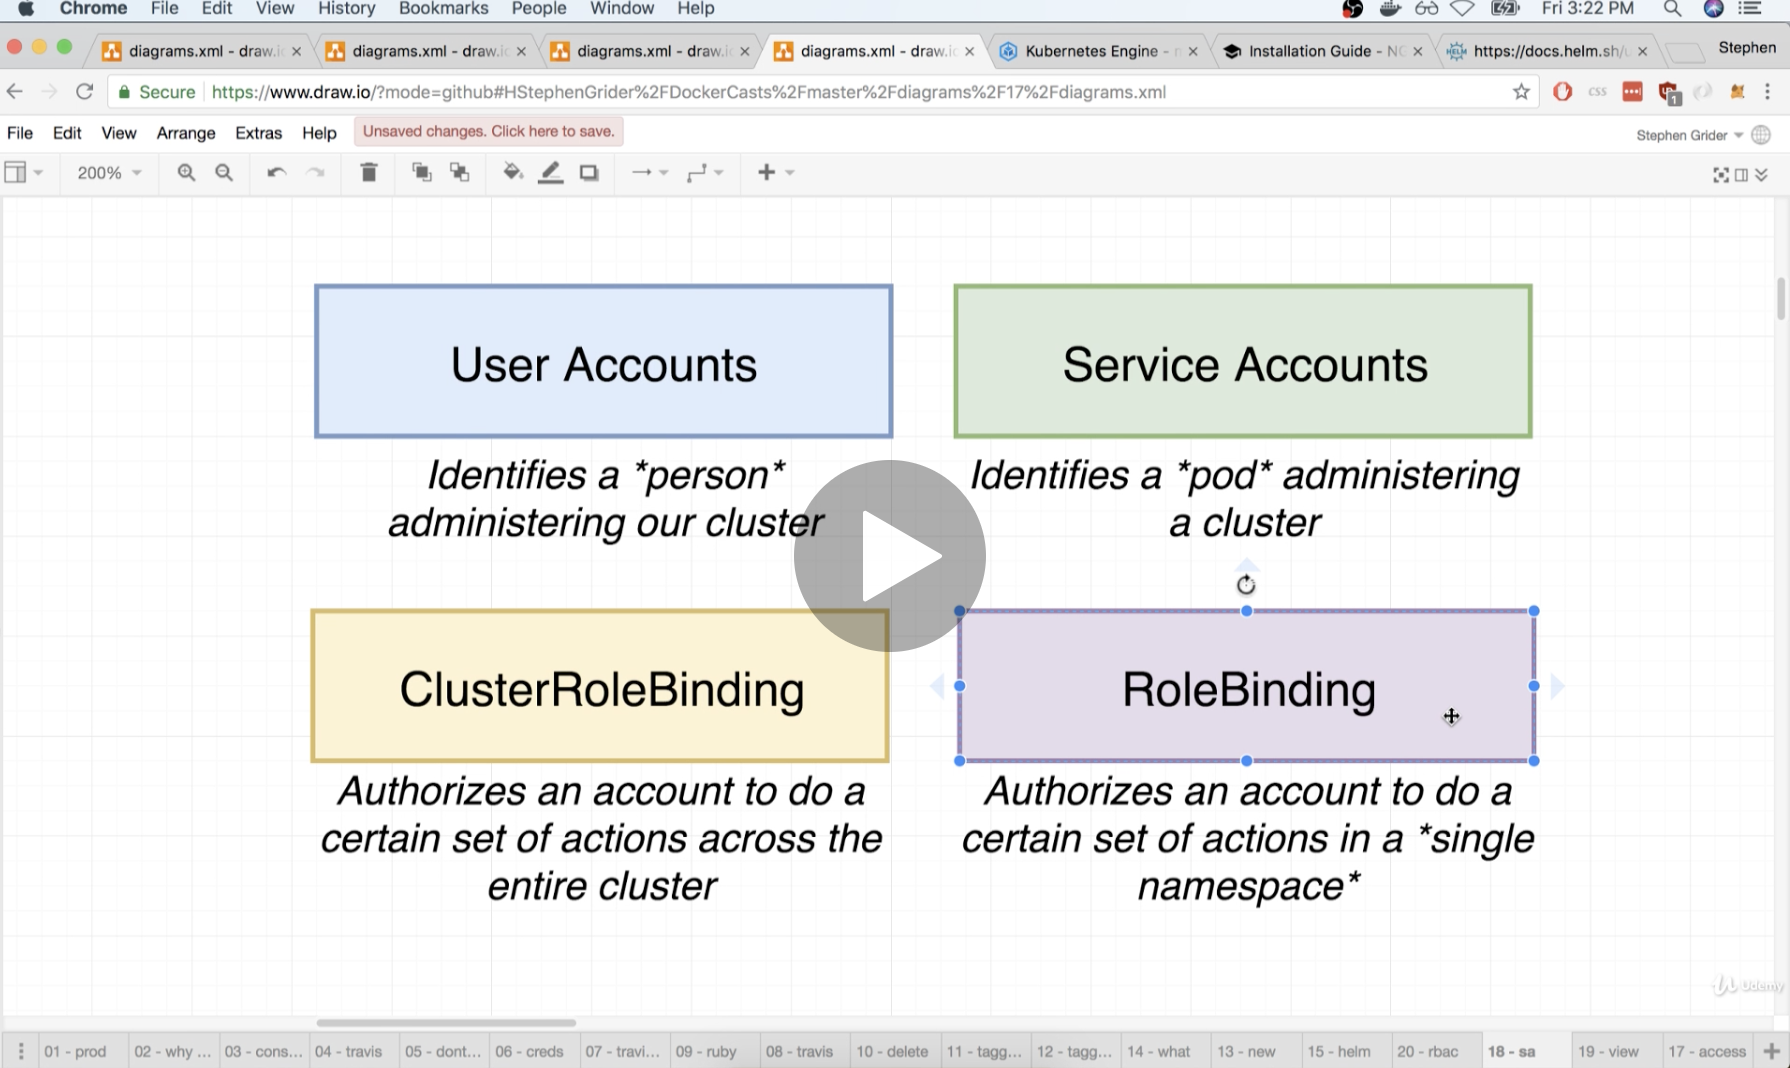 Chrome File Edit View History Bookmarks People Window Help Fri 3:22 PM
diagrams.xml - draw.io diagrams.xml - draw.io diagrams.xml - draw.io diagrams.xml - draw.io Kubernetes Engine - Installation Guide - NG https://docs.helm.sh/ Stephen
Secure https://www.draw.io/?mode=github#HStephenGrider%2FDockerCasts%2Fmaster%2Fdiagrams%2F17%2Fdiagrams.xml css 1
File Edit View Arrange Extras Help Unsaved changes. Click here to save. Stephen Grider
200%
User Accounts
Identifies a *person*
administering our cluster
Service Accounts
Identifies a *pod* administering
a cluster
ClusterRoleBinding
Authorizes an account to do a
certain set of actions across the
entire cluster
RoleBinding
Authorizes an account to do a
certain set of actions in a *single
namespace*
Udemy
01 - prod 02 - why ... 03 - cons... 04 - travis 05 - dont... 06 - creds 07 - travi... 09 - ruby 08 - travis 10 - delete 11 - tagg... 12 - tagg... 14 - what 13 - new 15 - helm 20 - rbac 18 - sa 19 - view 17 - access